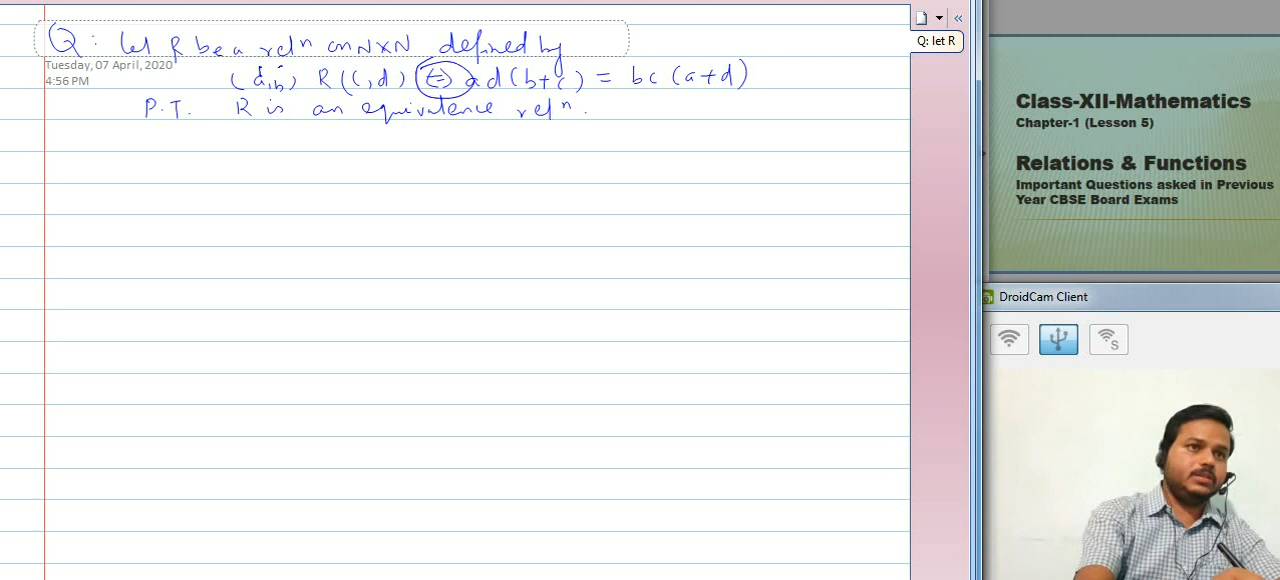 Q: let R be a relⁿ on N×N defined by
Tuesday, 07 April, 2020
4:56 PM
(a,b) R (c,d) ⇔ ad(b+c) = bc(a+d)
P.T. R is an equivalence relⁿ.
Q: let R
Class-XII-Mathematics
Chapter-1 (Lesson 5)
Relations & Functions
Important Questions asked in Previous
Year CBSE Board Exams
DroidCam Client
S